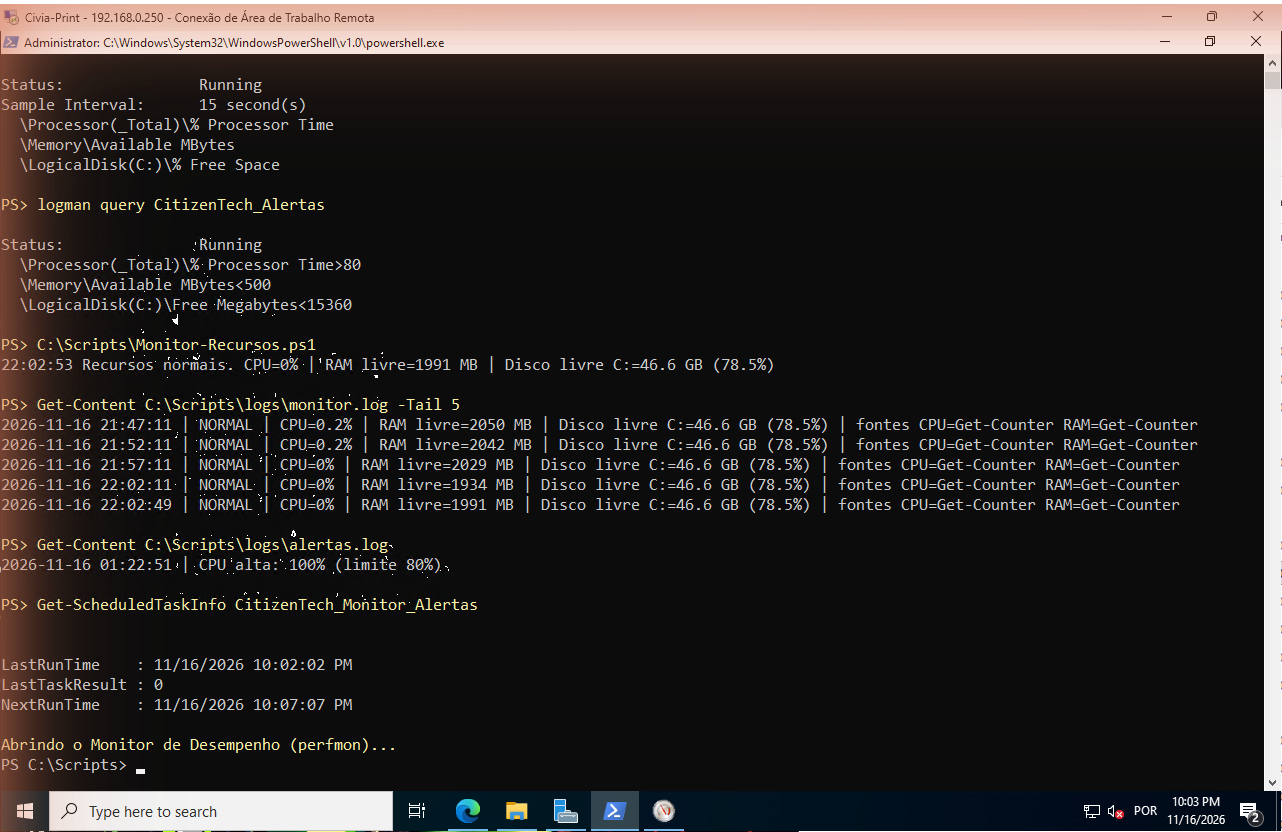 Civia-Print - 192.168.0.250 - Conexão de Área de Trabalho Remota
Administrator: C:\Windows\System32\WindowsPowerShell\v1.0\powershell.exe
Status: Running
Sample Interval: 15 second(s)
\Processor(_Total)\% Processor Time
\Memory\Available MBytes
\LogicalDisk(C:)\% Free Space
PS> logman query CitizenTech_Alertas
Status: Running
\Processor(_Total)\% Processor Time>80
\Memory\Available MBytes<500
\LogicalDisk(C:)\Free Megabytes<15360
PS> C:\Scripts\Monitor-Recursos.ps1
22:02:53 Recursos normais. CPU=0% | RAM livre=1991 MB | Disco livre C:=46.6 GB (78.5%)
PS> Get-Content C:\Scripts\logs\monitor.log -Tail 5
2026-11-16 21:47:11 | NORMAL | CPU=0.2% | RAM livre=2050 MB | Disco livre C:=46.6 GB (78.5%) | fontes CPU=Get-Counter RAM=Get-Counter
2026-11-16 21:52:11 | NORMAL | CPU=0.2% | RAM livre=2042 MB | Disco livre C:=46.6 GB (78.5%) | fontes CPU=Get-Counter RAM=Get-Counter
2026-11-16 21:57:11 | NORMAL | CPU=0% | RAM livre=2029 MB | Disco livre C:=46.6 GB (78.5%) | fontes CPU=Get-Counter RAM=Get-Counter
2026-11-16 22:02:11 | NORMAL | CPU=0% | RAM livre=1934 MB | Disco livre C:=46.6 GB (78.5%) | fontes CPU=Get-Counter RAM=Get-Counter
2026-11-16 22:02:49 | NORMAL | CPU=0% | RAM livre=1991 MB | Disco livre C:=46.6 GB (78.5%) | fontes CPU=Get-Counter RAM=Get-Counter
PS> Get-Content C:\Scripts\logs\alertas.log
2026-11-16 01:22:51 | CPU alta: 100% (limite 80%)
PS> Get-ScheduledTaskInfo CitizenTech_Monitor_Alertas
LastRunTime : 11/16/2026 10:02:02 PM
LastTaskResult : 0
NextRunTime : 11/16/2026 10:07:07 PM
Abrindo o Monitor de Desempenho (perfmon)...
PS C:\Scripts>
Type here to search
POR
10:03 PM
11/16/2026
2